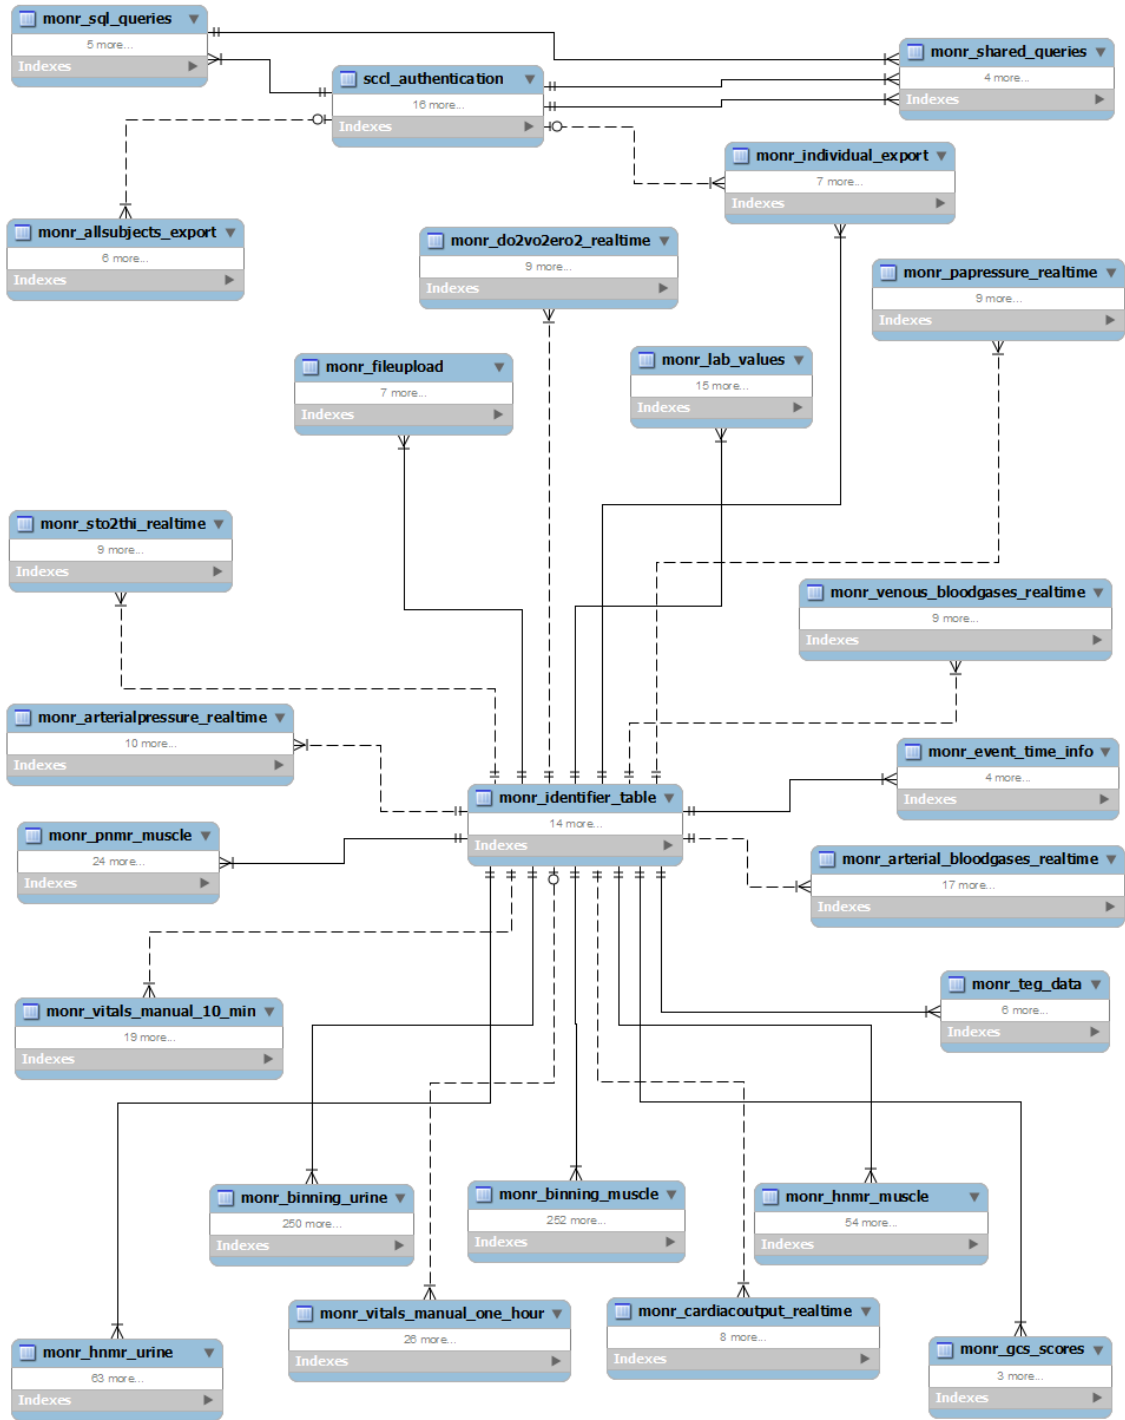 monr_sql_queries
5 more...
Indexes
sccl_authentication
16 more...
Indexes
monr_shared_queries
4 more...
Indexes
monr_individual_export
7 more...
Indexes
monr_allsubjects_export
6 more...
Indexes
monr_do2vo2ero2_realtime
9 more...
Indexes
monr_papressure_realtime
9 more...
Indexes
monr_fileupload
7 more...
Indexes
monr_lab_values
15 more...
Indexes
monr_sto2thi_realtime
9 more...
Indexes
monr_venous_bloodgases_realtime
9 more...
Indexes
monr_arterialpressure_realtime
10 more...
Indexes
monr_event_time_info
4 more...
Indexes
monr_identifier_table
14 more...
Indexes
monr_pnmr_muscle
24 more...
Indexes
monr_arterial_bloodgases_realtime
17 more...
Indexes
monr_vitals_manual_10_min
19 more...
Indexes
monr_teg_data
6 more...
Indexes
monr_binning_urine
250 more...
Indexes
monr_binning_muscle
252 more...
Indexes
monr_hnmr_muscle
54 more...
Indexes
monr_vitals_manual_one_hour
26 more...
Indexes
monr_cardiacoutput_realtime
8 more...
Indexes
monr_hnmr_urine
63 more...
Indexes
monr_gcs_scores
3 more...
Indexes